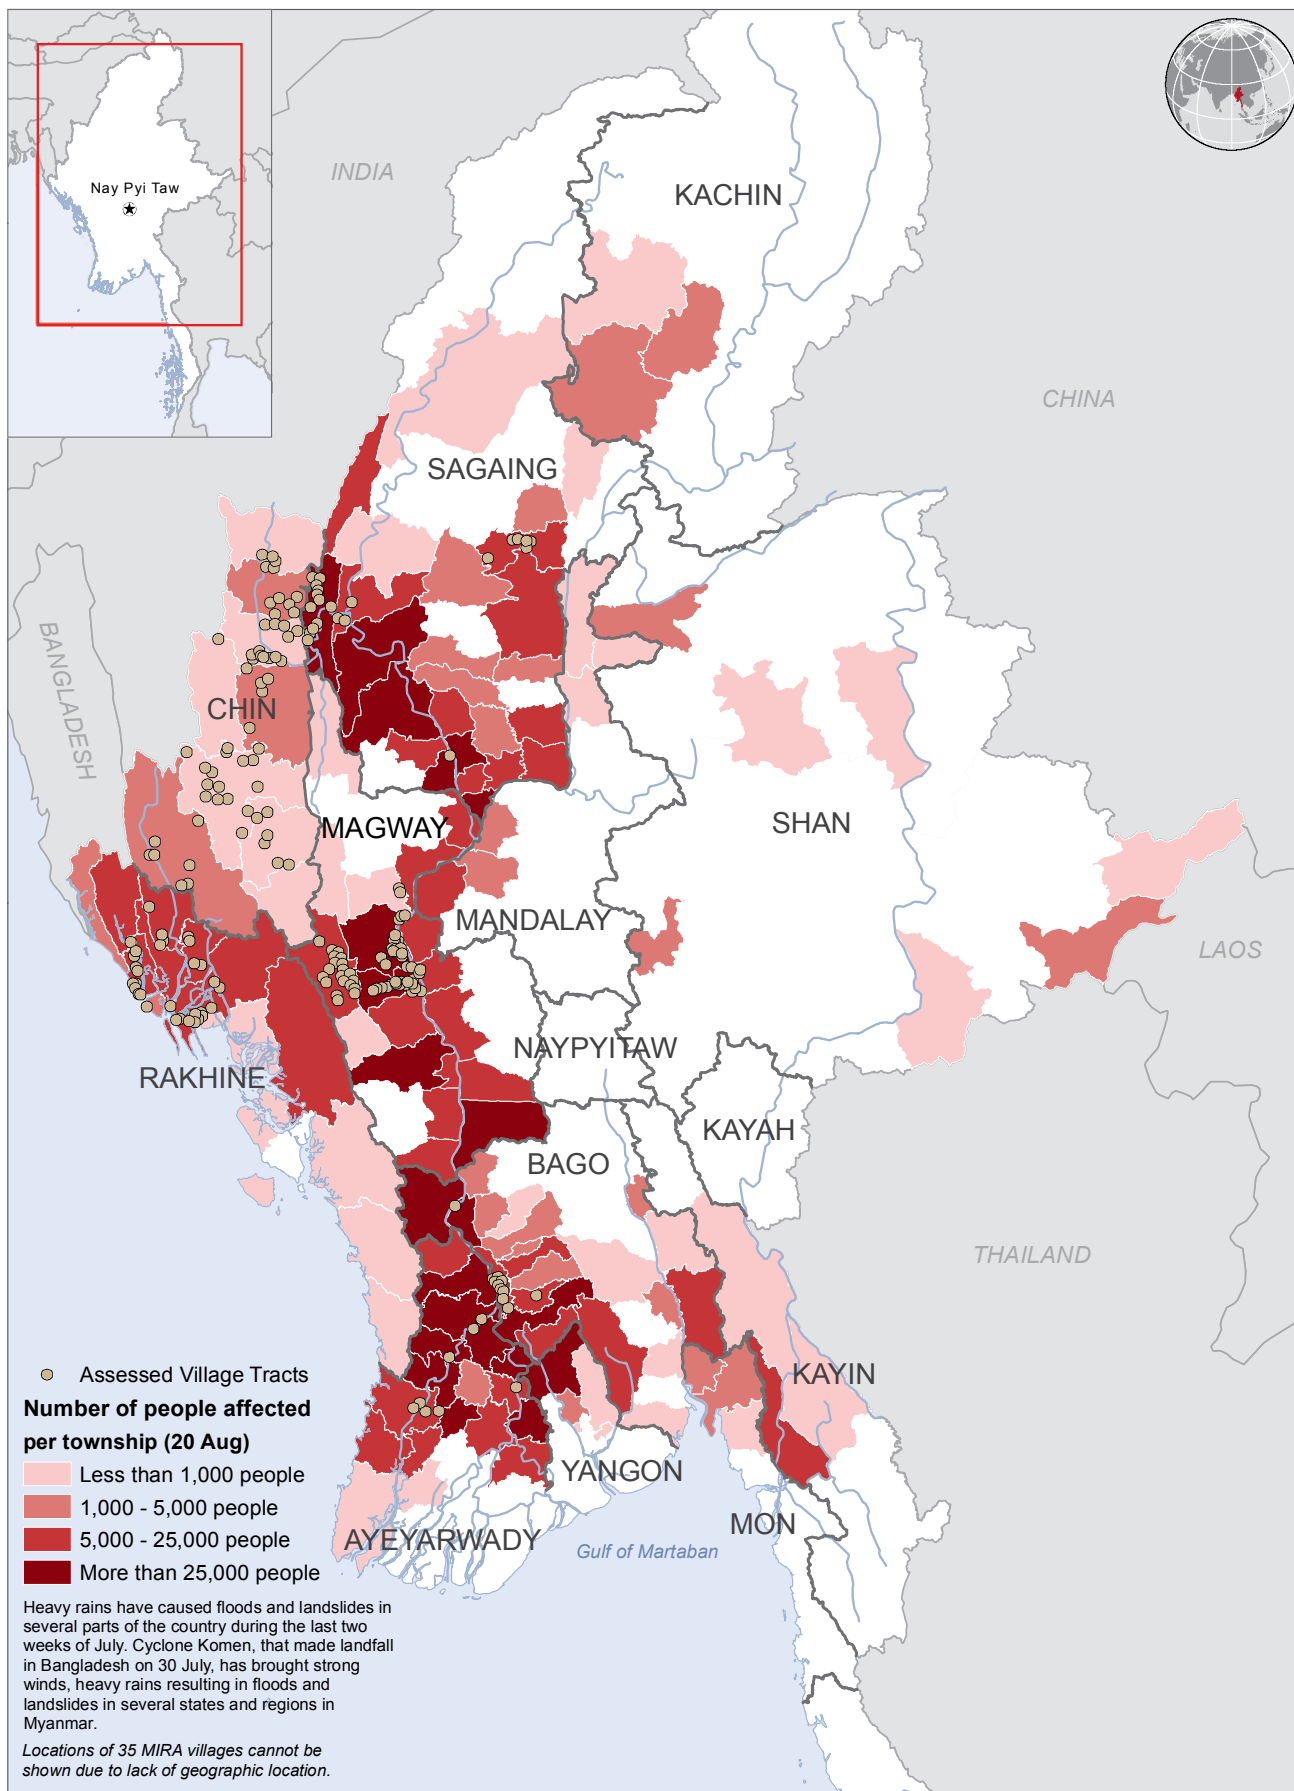 Nay Pyi Taw
INDIA
KACHIN
CHINA
SAGAING
BANGLADESH
CHIN
SHAN
MAGWAY
MANDALAY
LAOS
NAYPYITAW
RAKHINE
KAYAH
BAGO
THAILAND
KAYIN
YANGON
MON
AYEYARWADY
Gulf of Martaban
Assessed Village Tracts
Number of people affected
per township (20 Aug)
Less than 1,000 people
1,000 - 5,000 people
5,000 - 25,000 people
More than 25,000 people
Heavy rains have caused floods and landslides in
several parts of the country during the last two
weeks of July. Cyclone Komen, that made landfall
in Bangladesh on 30 July, has brought strong
winds, heavy rains resulting in floods and
landslides in several states and regions in
Myanmar.
Locations of 35 MIRA villages cannot be
shown due to lack of geographic location.